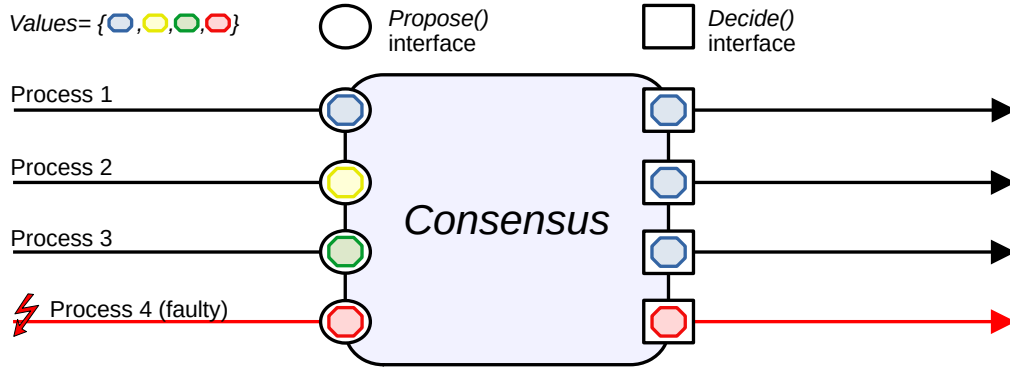 Values= { , , , }
Propose()
interface
Decide()
interface
Process 1
Process 2
Process 3
Process 4 (faulty)
Consensus